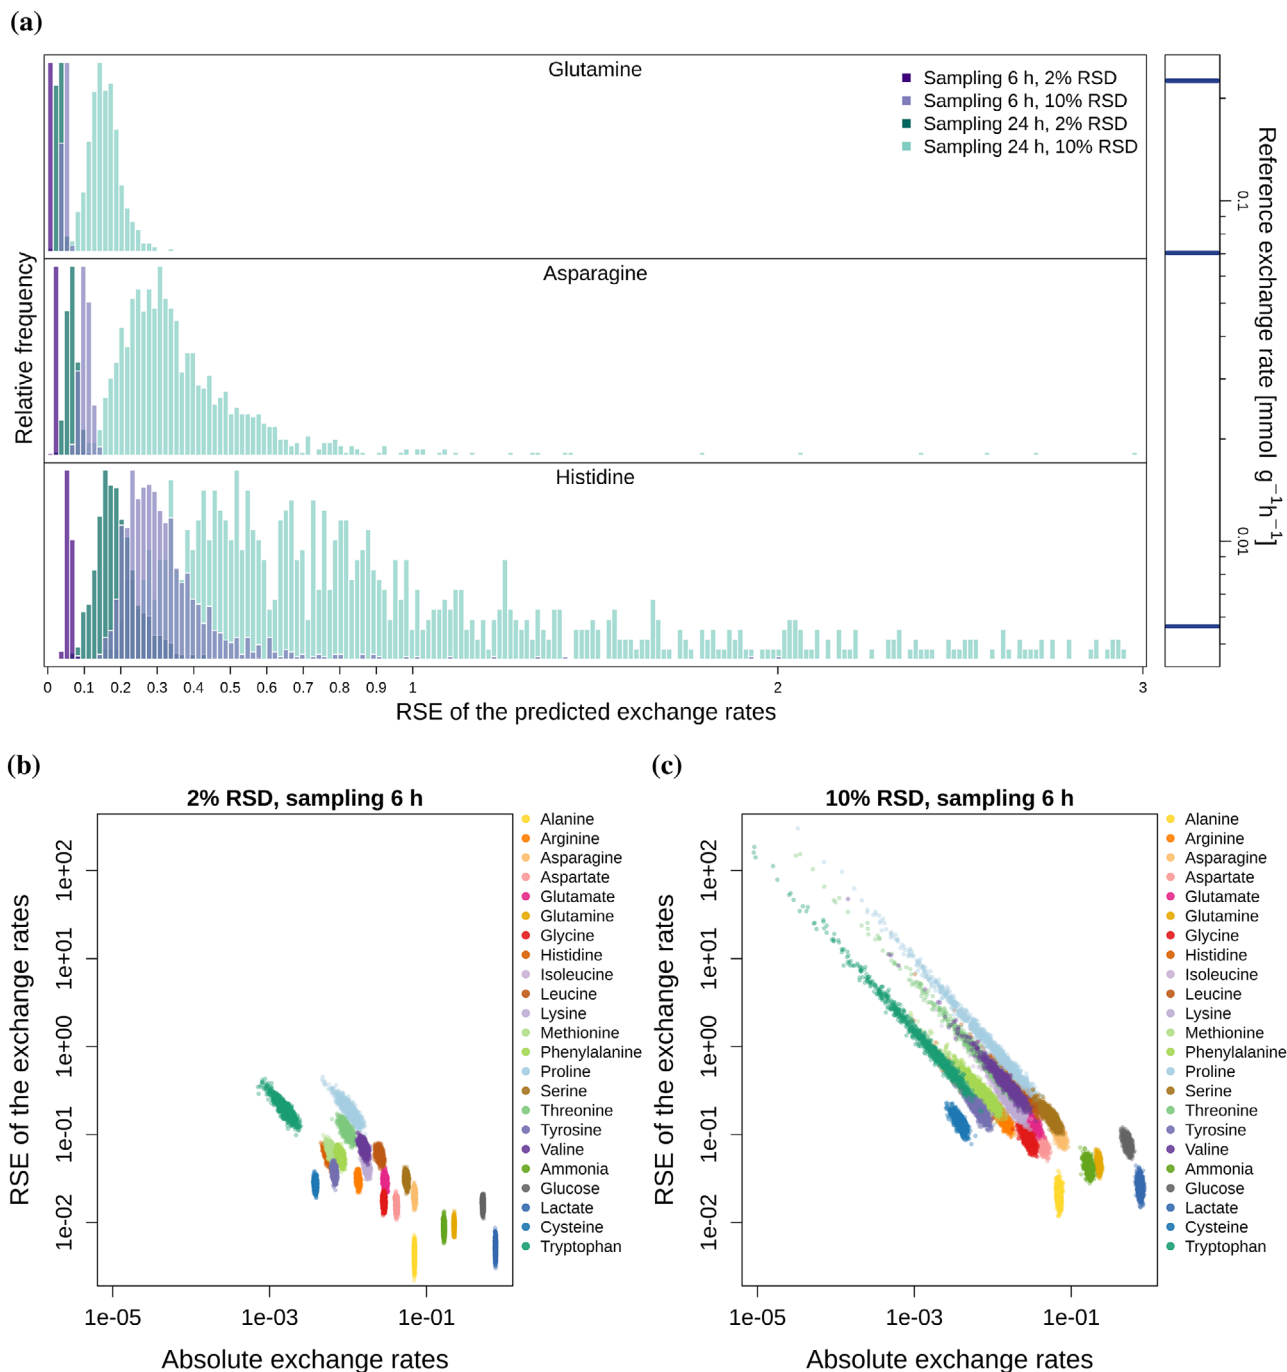 (a)
Glutamine
Sampling 6 h, 2% RSD
Sampling 6 h, 10% RSD
Sampling 24 h, 2% RSD
Sampling 24 h, 10% RSD
Asparagine
Histidine
Relative frequency
0 0.1 0.2 0.3 0.4 0.5 0.6 0.7 0.8 0.9 1 2 3
RSE of the predicted exchange rates
0.1
0.01
Reference exchange rate [mmol g−1h−1]
(b)
2% RSD, sampling 6 h
RSE of the exchange rates
1e+02
1e+01
1e+00
1e-01
1e-02
1e-05 1e-03 1e-01
Absolute exchange rates
Alanine
Arginine
Asparagine
Aspartate
Glutamate
Glutamine
Glycine
Histidine
Isoleucine
Leucine
Lysine
Methionine
Phenylalanine
Proline
Serine
Threonine
Tyrosine
Valine
Ammonia
Glucose
Lactate
Cysteine
Tryptophan
(c)
10% RSD, sampling 6 h
RSE of the exchange rates
1e+02
1e+01
1e+00
1e-01
1e-02
1e-05 1e-03 1e-01
Absolute exchange rates
Alanine
Arginine
Asparagine
Aspartate
Glutamate
Glutamine
Glycine
Histidine
Isoleucine
Leucine
Lysine
Methionine
Phenylalanine
Proline
Serine
Threonine
Tyrosine
Valine
Ammonia
Glucose
Lactate
Cysteine
Tryptophan